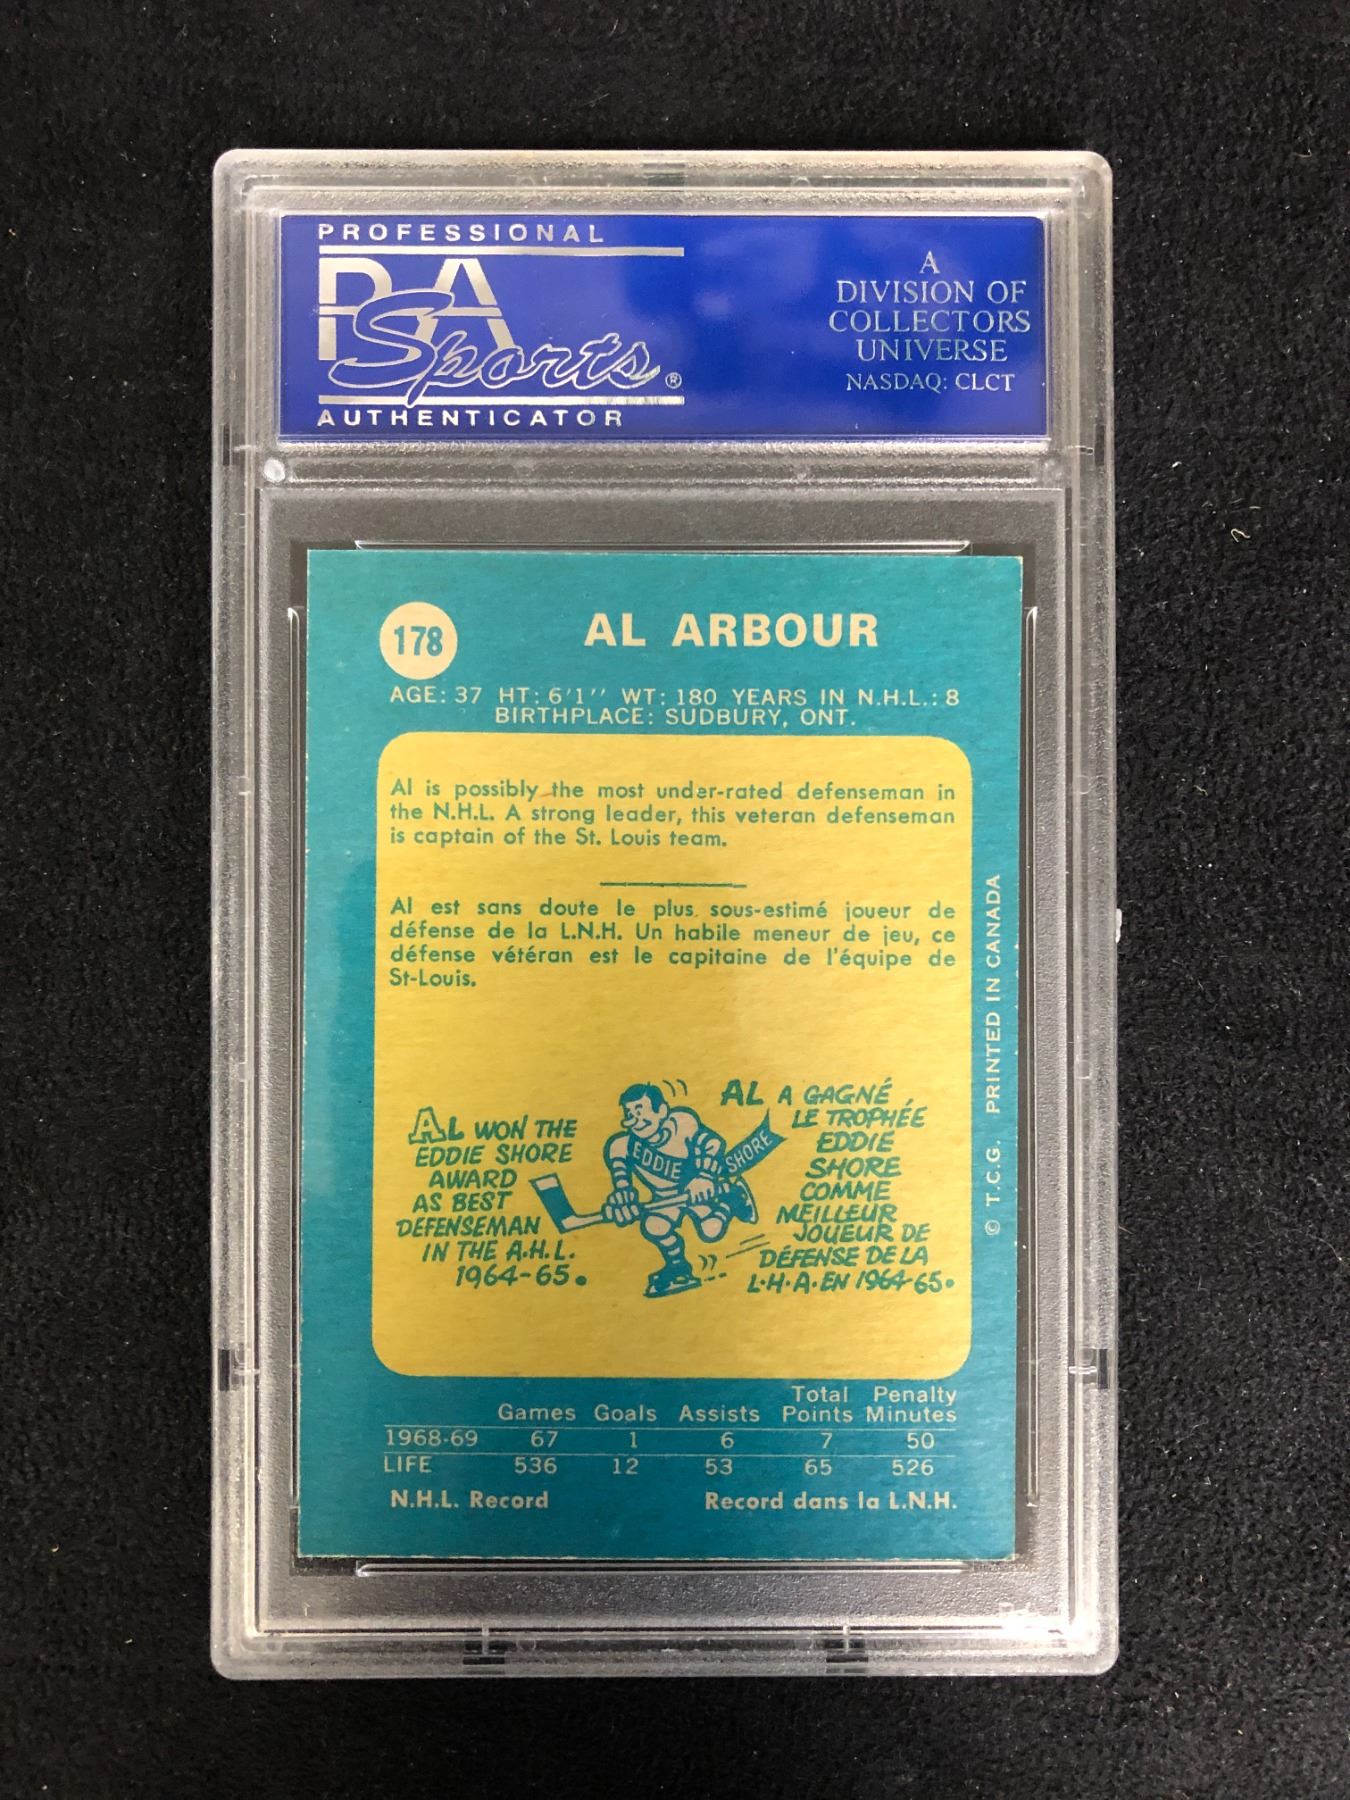 PROFESSIONAL
PSA
Sports®
AUTHENTICATOR
A
DIVISION OF
COLLECTORS
UNIVERSE
NASDAQ: CLCT
178
AL ARBOUR
AGE: 37 HT: 6'1'' WT: 180 YEARS IN N.H.L.: 8
BIRTHPLACE: SUDBURY, ONT.
Al is possibly the most under-rated defenseman in
the N.H.L. A strong leader, this veteran defenseman
is captain of the St. Louis team.
Al est sans doute le plus sous-estimé joueur de
défense de la L.N.H. Un habile meneur de jeu, ce
défense vétéran est le capitaine de l'équipe de
St-Louis.
AL WON THE
EDDIE SHORE
AWARD
AS BEST
DEFENSEMAN
IN THE A.H.L.
1964-65.
EDDIE
SHORE
AL A GAGNÉ
LE TROPHÉE
EDDIE
SHORE
COMME
MEILLEUR
JOUEUR DE
DÉFENSE DE LA
L.H.A. EN 1964-65.
© T.C.G. PRINTED IN CANADA
Total Penalty
Games Goals Assists Points Minutes
1968-69 67 1 6 7 50
LIFE 536 12 53 65 526
N.H.L. Record Record dans la L.N.H.